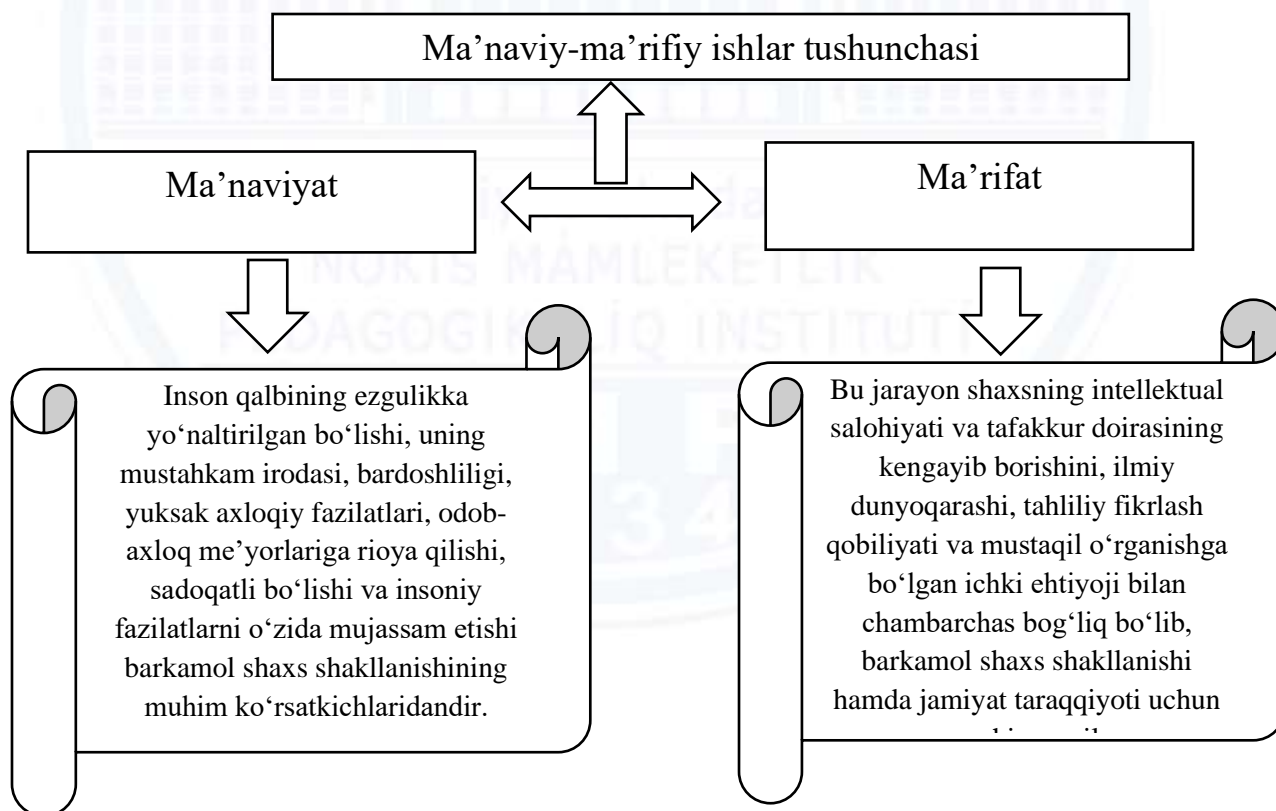 Ma’naviy-ma’rifiy ishlar tushunchasi
Ma’naviyat
Ma’rifat
NÓKIS MÁMLEKETLIK
PEDAGOGIKALÍQ INSTITUTÍ
Inson qalbining ezgulikka
yo‘naltirilgan bo‘lishi, uning
mustahkam irodasi, bardoshliligi,
yuksak axloqiy fazilatlari, odob-
axloq me’yorlariga rioya qilishi,
sadoqatli bo‘lishi va insoniy
fazilatlarni o‘zida mujassam etishi
barkamol shaxs shakllanishining
muhim ko‘rsatkichlaridandir.
Bu jarayon shaxsning intellektual
salohiyati va tafakkur doirasining
kengayib borishini, ilmiy
dunyoqarashi, tahliliy fikrlash
qobiliyati va mustaqil o‘rganishga
bo‘lgan ichki ehtiyoji bilan
chambarchas bog‘liq bo‘lib,
barkamol shaxs shakllanishi
hamda jamiyat taraqqiyoti uchun